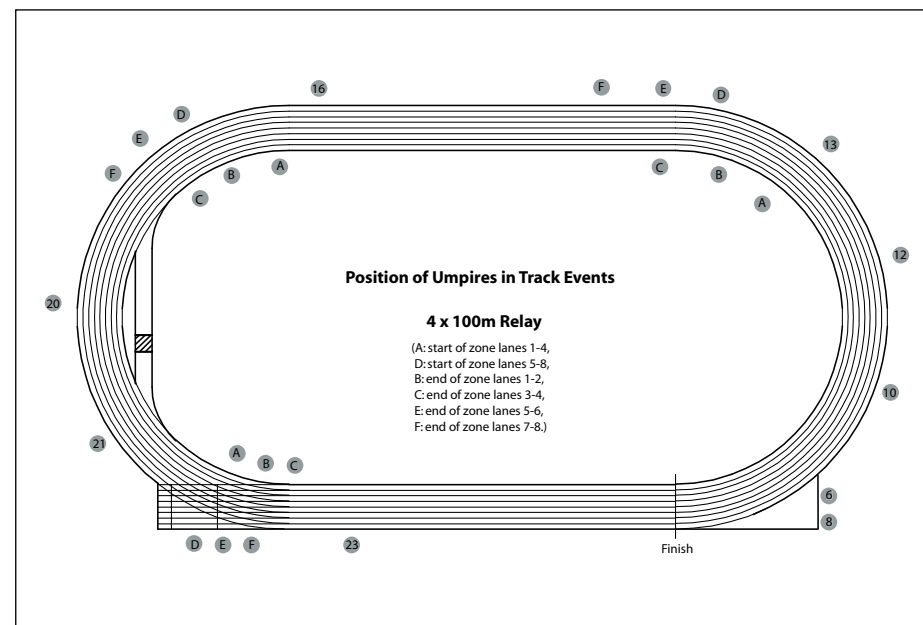 16
F
E
D
D
E
13
F
C
B
A
A
B
C
12
Position of Umpires in Track Events
20
4 x 100m Relay
(A: start of zone lanes 1-4,
D: start of zone lanes 5-8,
B: end of zone lanes 1-2,
C: end of zone lanes 3-4,
E: end of zone lanes 5-6,
F: end of zone lanes 7-8.)
10
21
A
B
C
6
8
D
E
F
23
Finish